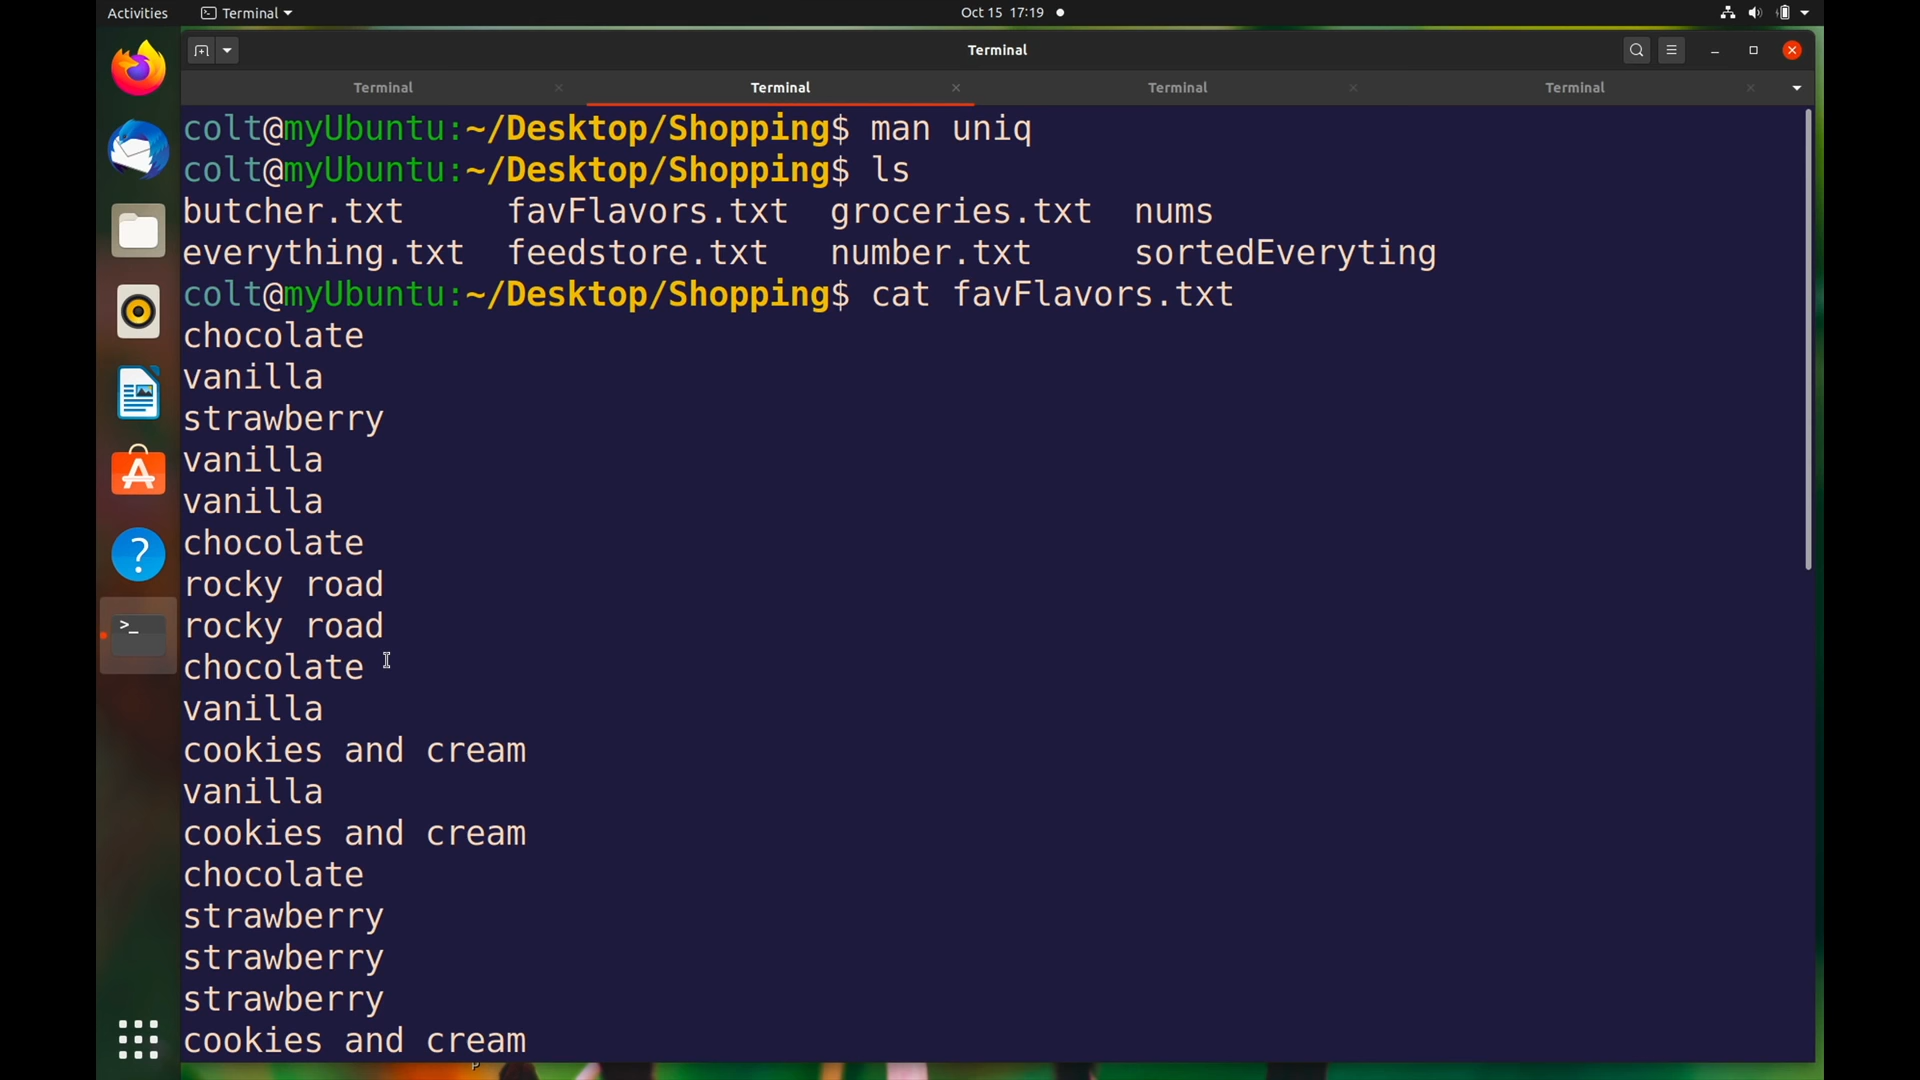 Activities Terminal Oct 15 17:19
Terminal
Terminal Terminal Terminal Terminal
colt@myUbuntu:~/Desktop/Shopping$ man uniq
colt@myUbuntu:~/Desktop/Shopping$ ls
butcher.txt favFlavors.txt groceries.txt nums
everything.txt feedstore.txt number.txt sortedEveryting
colt@myUbuntu:~/Desktop/Shopping$ cat favFlavors.txt
chocolate
vanilla
strawberry
vanilla
vanilla
chocolate
rocky road
rocky road
chocolate
vanilla
cookies and cream
vanilla
cookies and cream
chocolate
strawberry
strawberry
strawberry
cookies and cream